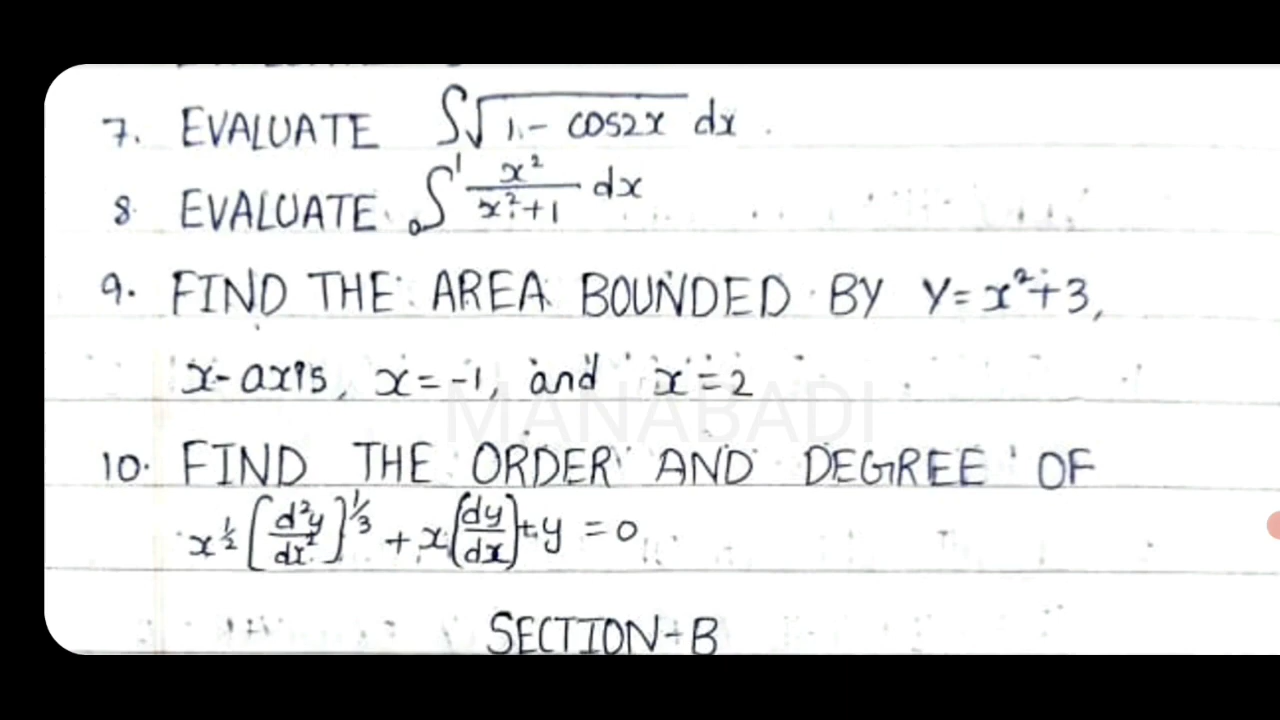 7. EVALUATE ∫√(1 - cos2x) dx .
8. EVALUATE ₀∫¹ x²/(x²+1) dx
9. FIND THE AREA BOUNDED BY Y = x²+3,
x-axis, x = -1, and x = 2
MANABADI
10. FIND THE ORDER AND DEGREE OF
x^½ [d²y/dx²]^⅓ + x(dy/dx) + y = 0
SECTION-B